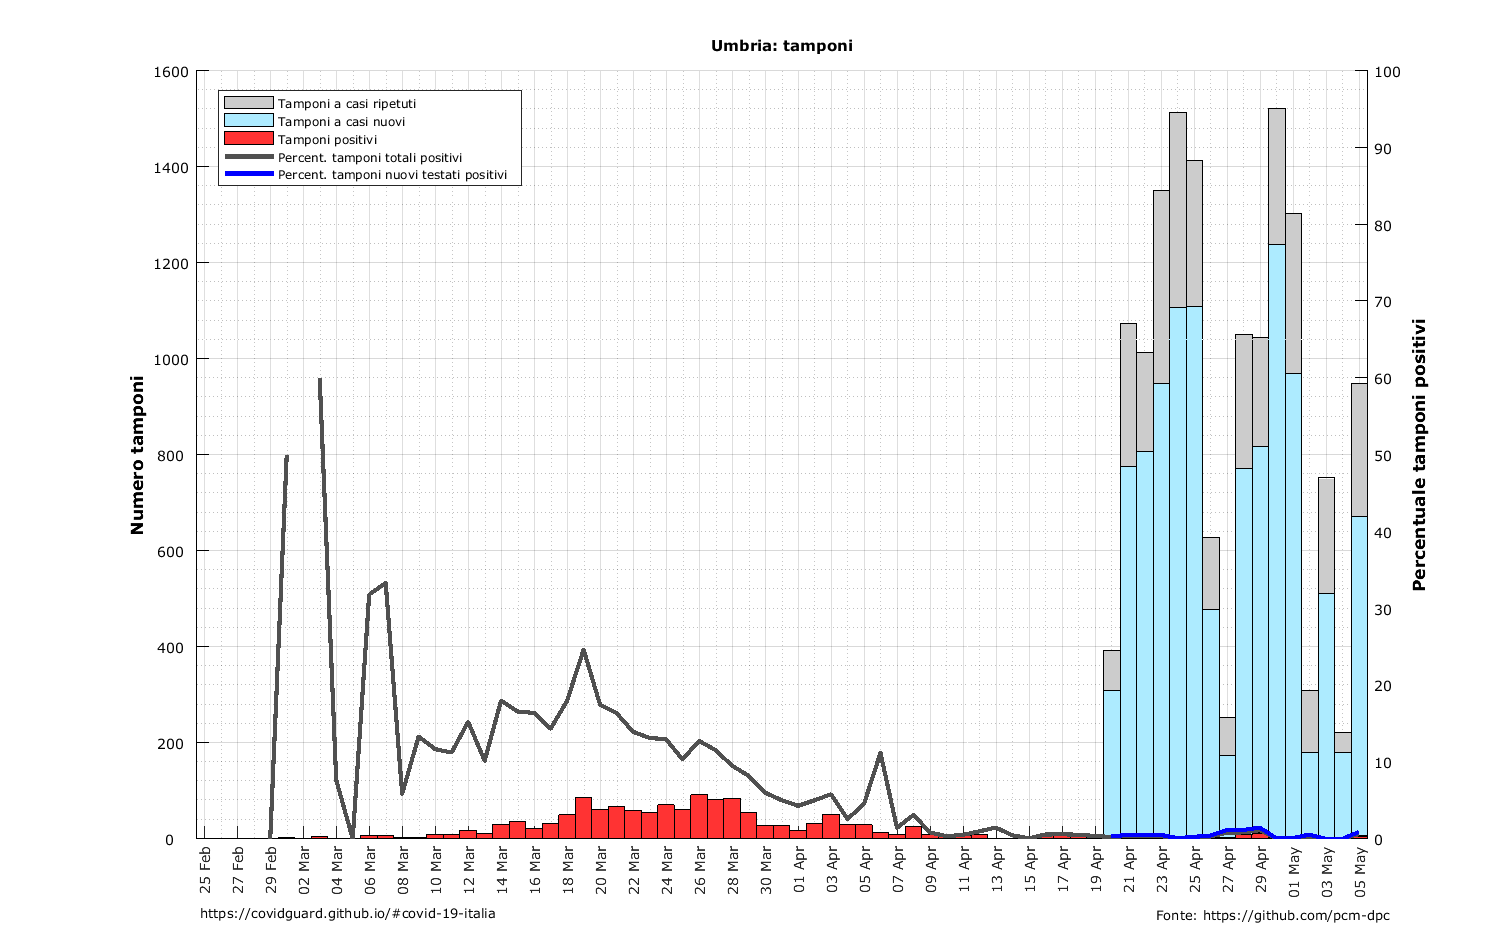 Umbria: tamponi
1600
1400
1200
1000
800
600
400
200
0
Numero tamponi
Tamponi a casi ripetuti
Tamponi a casi nuovi
Tamponi positivi
Percent. tamponi totali positivi
Percent. tamponi nuovi testati positivi
100
90
80
70
60
50
40
30
20
10
0
Percentuale tamponi positivi
25 Feb
27 Feb
29 Feb
02 Mar
04 Mar
06 Mar
08 Mar
10 Mar
12 Mar
14 Mar
16 Mar
18 Mar
20 Mar
22 Mar
24 Mar
26 Mar
28 Mar
30 Mar
01 Apr
03 Apr
05 Apr
07 Apr
09 Apr
11 Apr
13 Apr
15 Apr
17 Apr
19 Apr
21 Apr
23 Apr
25 Apr
27 Apr
29 Apr
01 May
03 May
05 May
https://covidguard.github.io/#covid-19-italia
Fonte: https://github.com/pcm-dpc